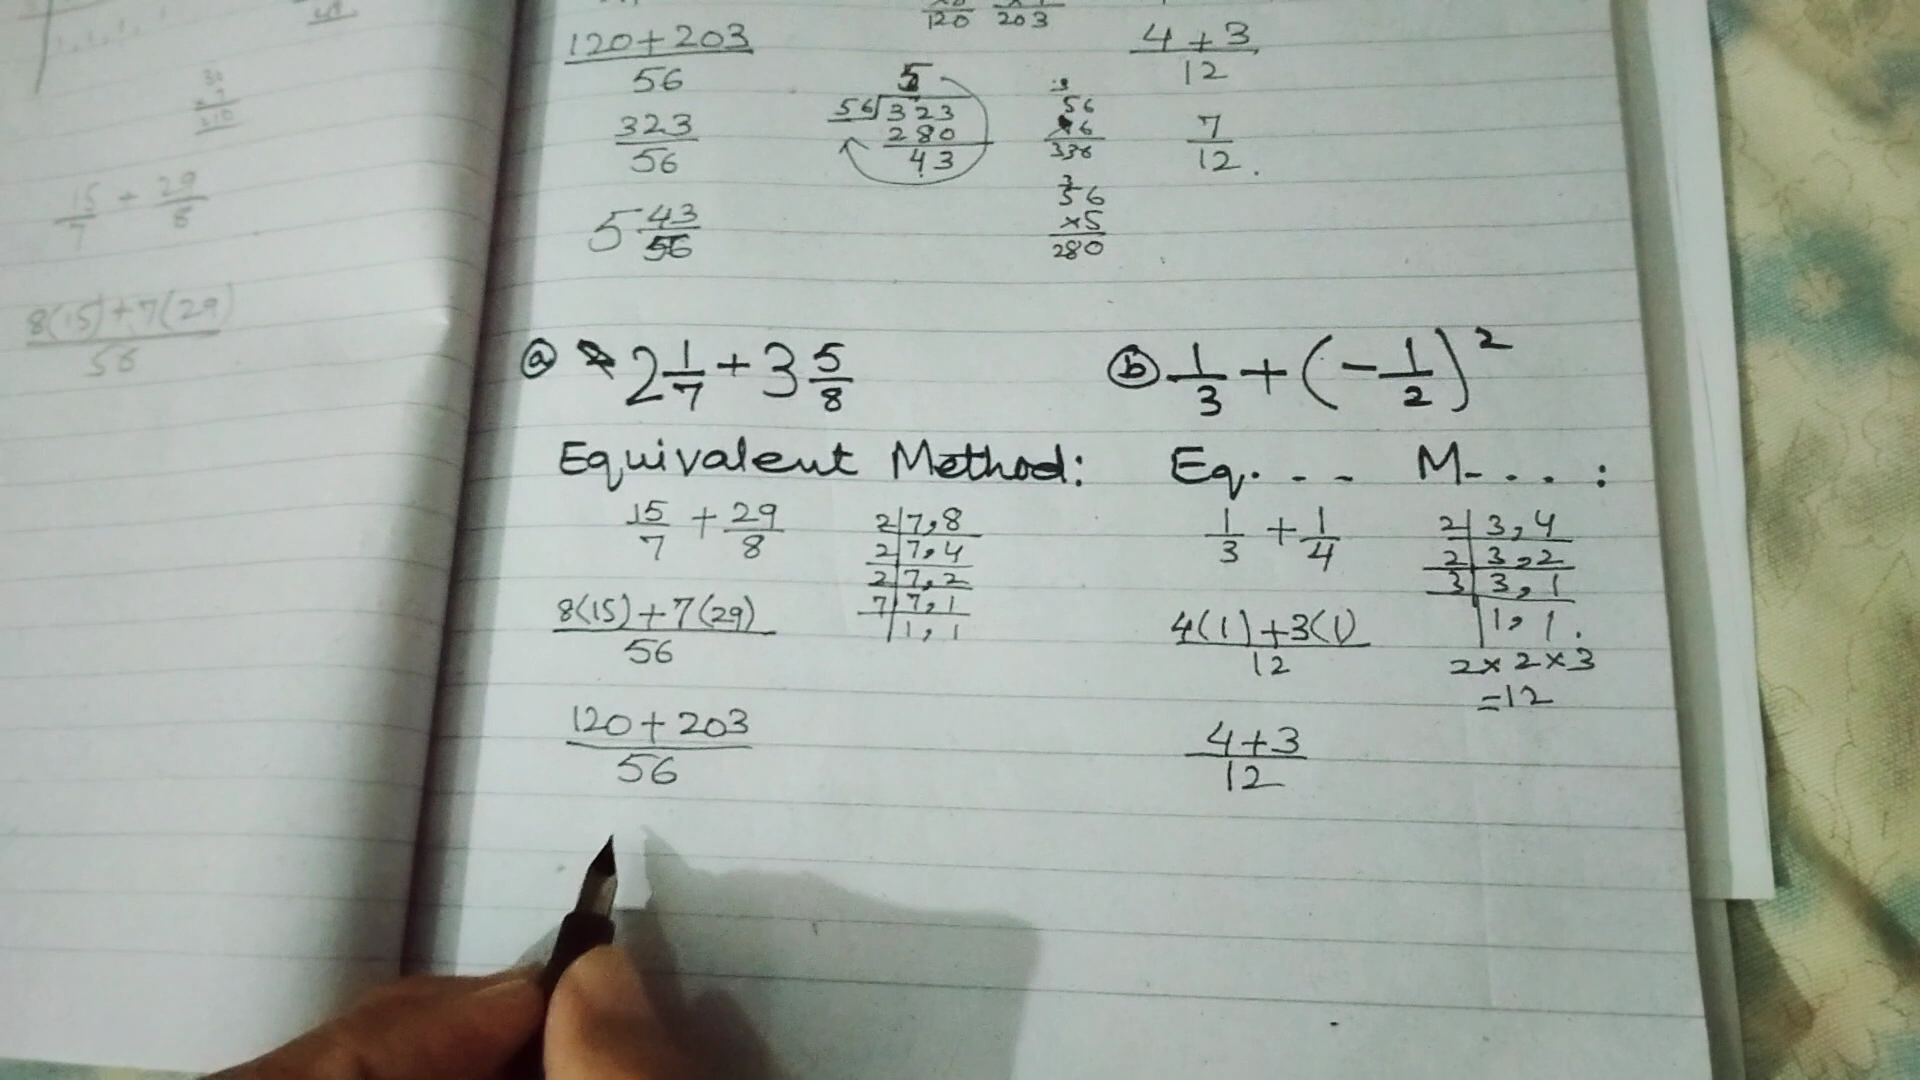 120 203
120 + 203 / 56
323 / 56
5 43/56
5
56 323
280
43
56
×6
336
56
×5
280
4 + 3 / 12
7 / 12 .
15/7 + 29/8
8(15) + 7(29) / 56
ⓐ 2 1/7 + 3 5/8
Equivalent Method:
15/7 + 29/8
8(15) + 7(29) / 56
120 + 203 / 56
2 | 7, 8
2 | 7, 4
2 | 7, 2
7 | 7, 1
| 1, 1
ⓑ 1/3 + (-1/2)²
Eq. - - M - . . . :
1/3 + 1/4
4(1) + 3(1) / 12
4 + 3 / 12
2 | 3, 4
2 | 3, 2
3 | 3, 1
| 1, 1.
2 × 2 × 3
= 12